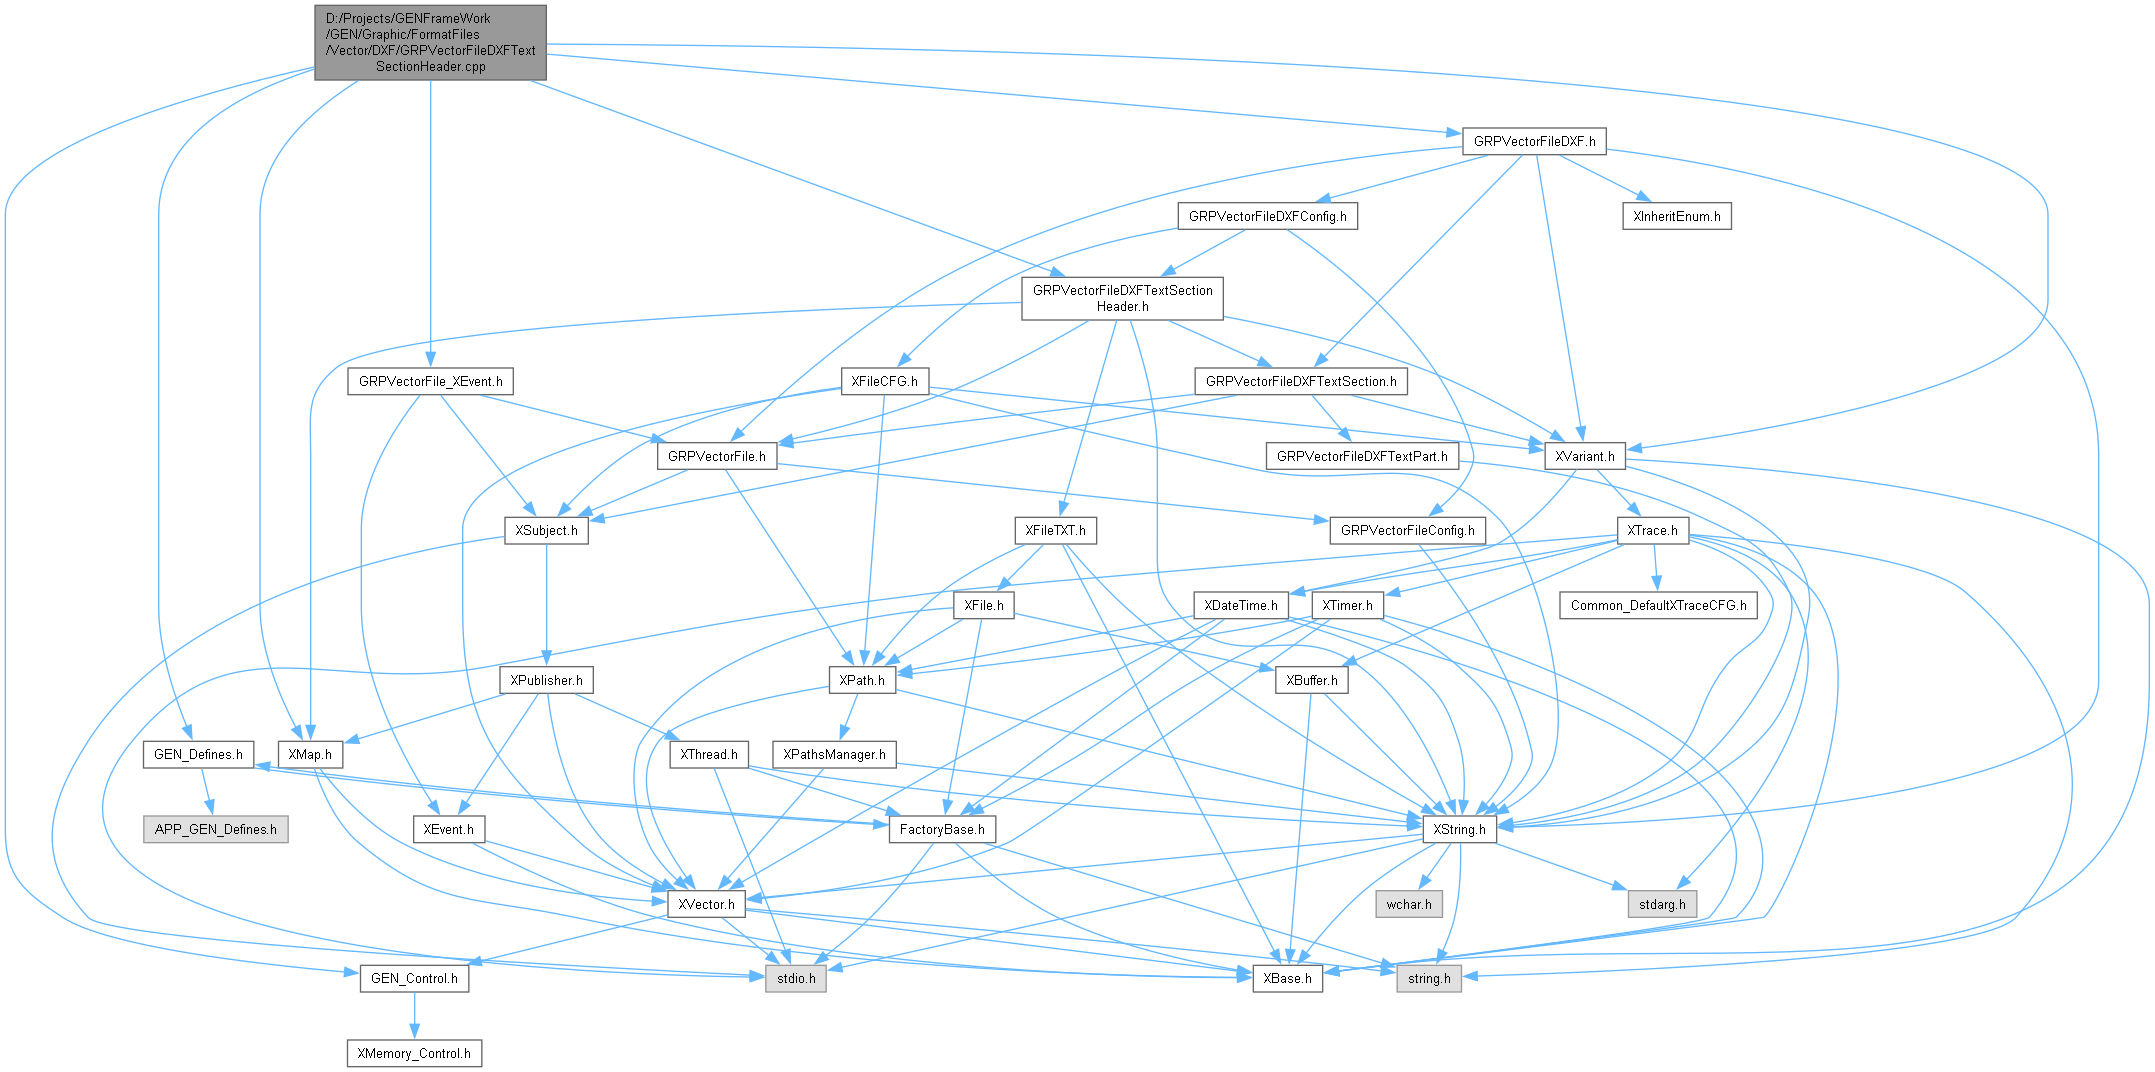 D:/Projects/GENFrameWork
/GEN/Graphic/FormatFiles
/Vector/DXF/GRPVectorFileDXFText
SectionHeader.cpp
GRPVectorFileDXF.h
GRPVectorFileDXFConfig.h
XInheritEnum.h
GRPVectorFileDXFTextSection
Header.h
GRPVectorFile_XEvent.h
XFileCFG.h
GRPVectorFileDXFTextSection.h
GRPVectorFile.h
GRPVectorFileDXFTextPart.h
XVariant.h
XSubject.h
XFileTXT.h
GRPVectorFileConfig.h
XTrace.h
XFile.h
XDateTime.h
XTimer.h
Common_DefaultXTraceCFG.h
XPublisher.h
XPath.h
XBuffer.h
GEN_Defines.h
XMap.h
XThread.h
XPathsManager.h
APP_GEN_Defines.h
XEvent.h
FactoryBase.h
XString.h
XVector.h
wchar.h
stdarg.h
GEN_Control.h
stdio.h
XBase.h
string.h
XMemory_Control.h